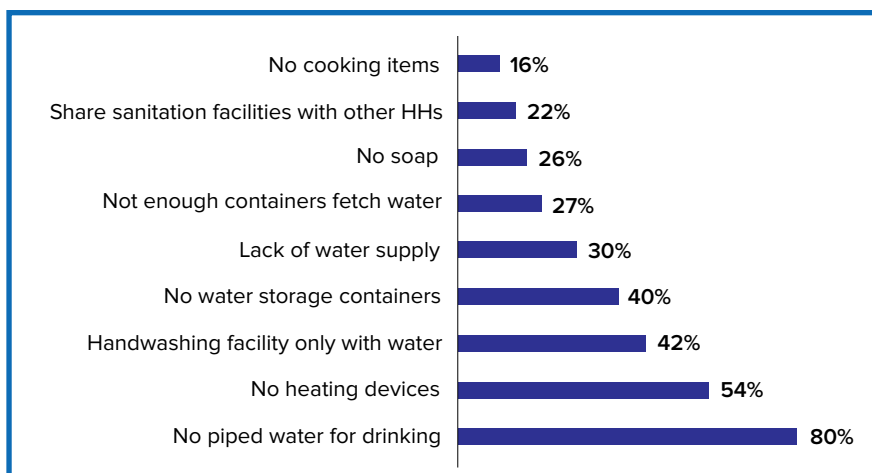 No cooking items 16%
Share sanitation facilities with other HHs 22%
No soap 26%
Not enough containers fetch water 27%
Lack of water supply 30%
No water storage containers 40%
Handwashing facility only with water 42%
No heating devices 54%
No piped water for drinking 80%